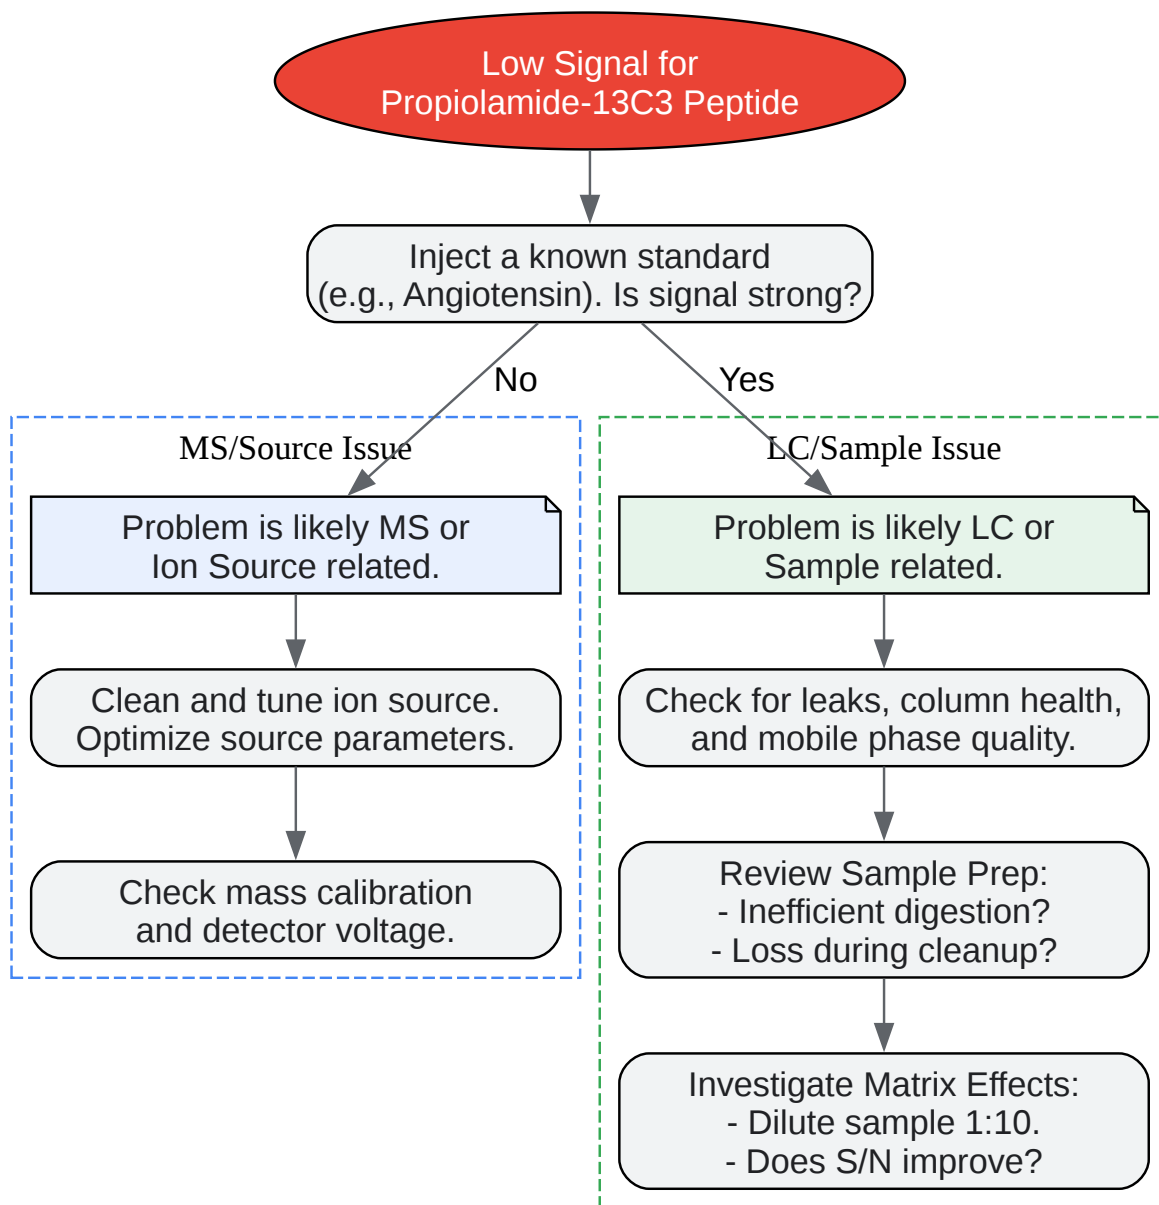 Low Signal for
Propiolamide-13C3 Peptide
Inject a known standard
(e.g., Angiotensin). Is signal strong?
No
Yes
MS/Source Issue
Problem is likely MS or
Ion Source related.
Clean and tune ion source.
Optimize source parameters.
Check mass calibration
and detector voltage.
LC/Sample Issue
Problem is likely LC or
Sample related.
Check for leaks, column health,
and mobile phase quality.
Review Sample Prep:
- Inefficient digestion?
- Loss during cleanup?
Investigate Matrix Effects:
- Dilute sample 1:10.
- Does S/N improve?